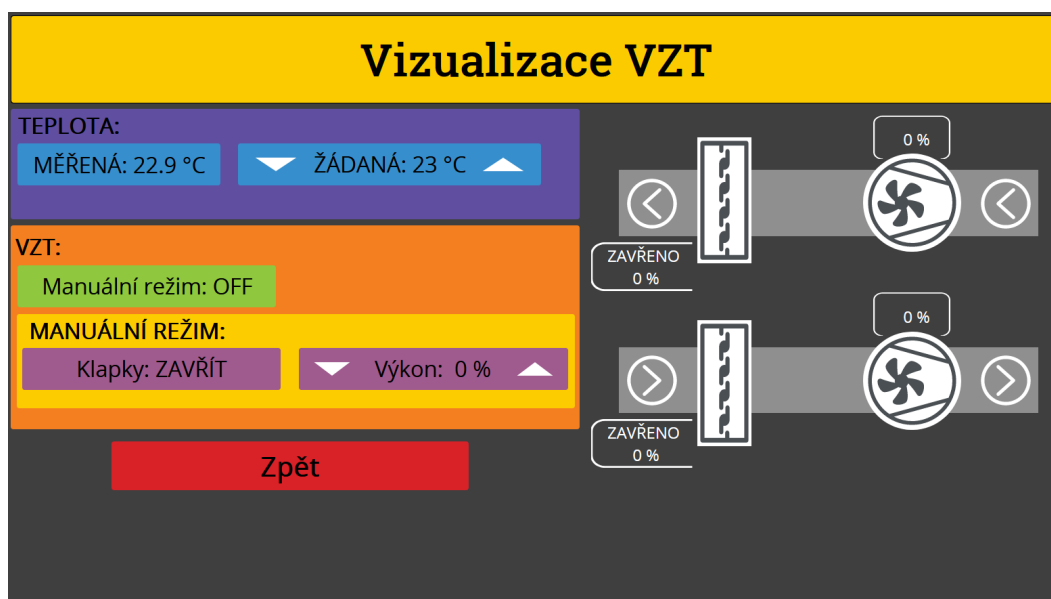 Vizualizace VZT
TEPLOTA:
MĚŘENÁ: 22.9 °C
ŽÁDANÁ: 23 °C
VZT:
Manuální režim: OFF
MANUÁLNÍ REŽIM:
Klapky: ZAVŘÍT
Výkon: 0 %
Zpět
0 %
ZAVŘENO
0 %
0 %
ZAVŘENO
0 %